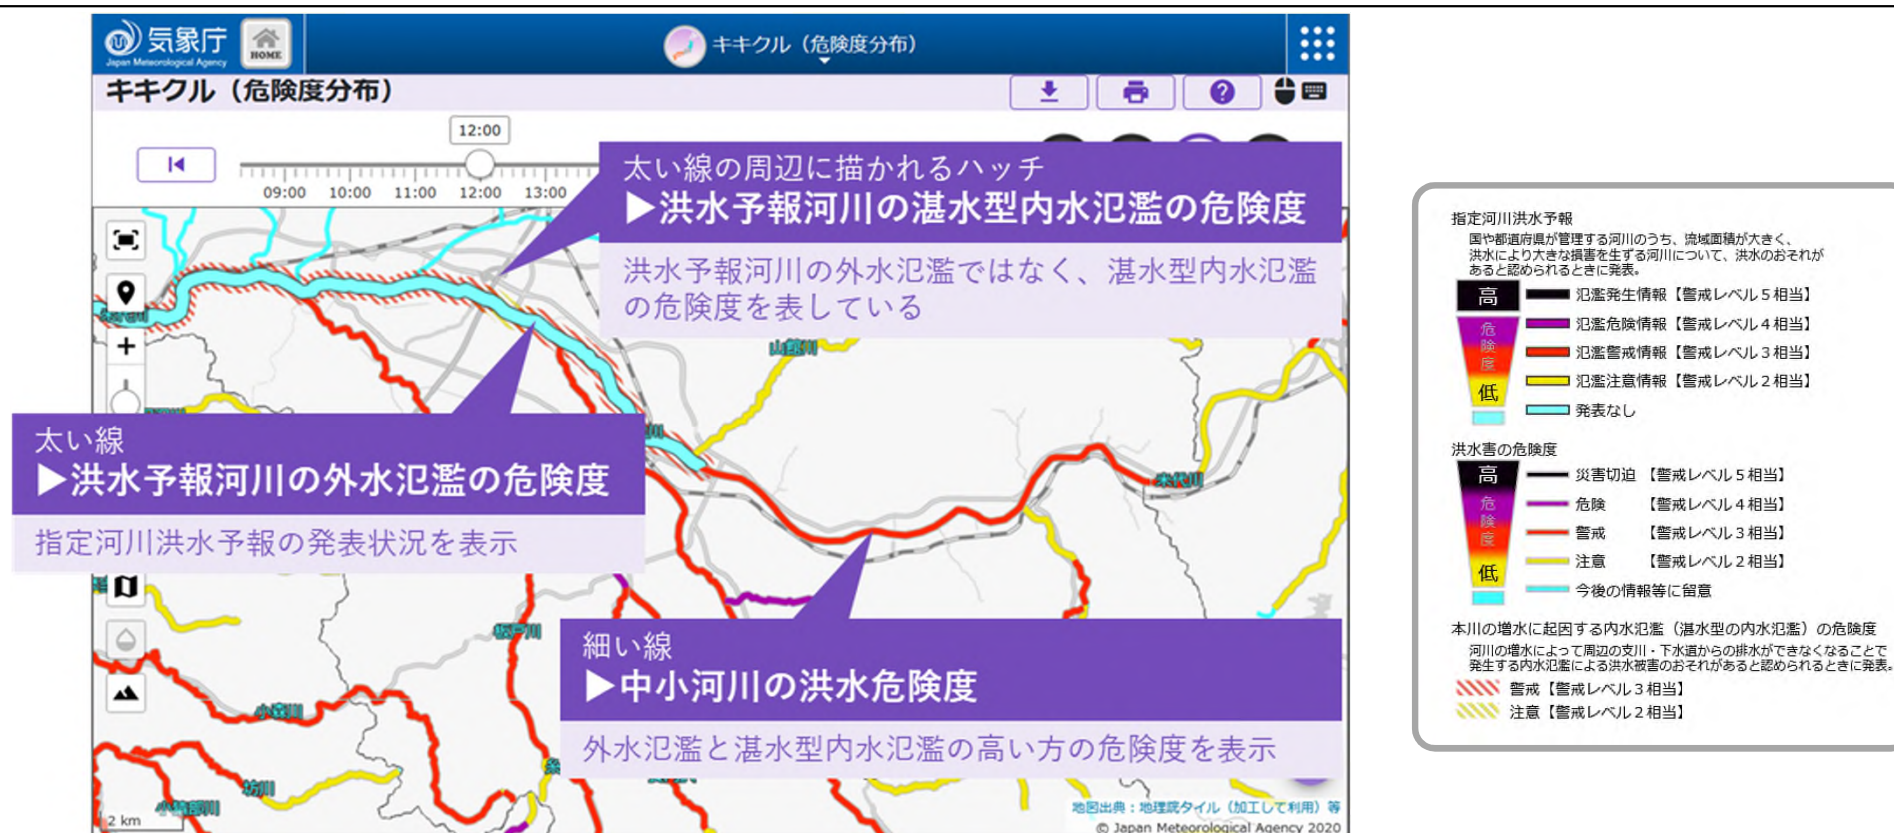 気象庁
Japan Meteorological Agency
HOME
キキクル（危険度分布）
キキクル（危険度分布）
12:00
09:00 10:00 11:00 12:00 13:00
太い線の周辺に描かれるハッチ
▶洪水予報河川の湛水型内水氾濫の危険度
洪水予報河川の外水氾濫ではなく、湛水型内水氾濫
の危険度を表している
太い線
▶洪水予報河川の外水氾濫の危険度
指定河川洪水予報の発表状況を表示
末代川
板戸川
細い線
▶中小河川の洪水危険度
外水氾濫と湛水型内水氾濫の高い方の危険度を表示
小森川
坊川
2 km
地図出典：地理院タイル（加工して利用）等
© Japan Meteorological Agency 2020
指定河川洪水予報
国や都道府県が管理する河川のうち、流域面積が大きく、
洪水により大きな損害を生ずる河川について、洪水のおそれが
あると認められるときに発表。
高
危険度
低
氾濫発生情報【警戒レベル５相当】
氾濫危険情報【警戒レベル４相当】
氾濫警戒情報【警戒レベル３相当】
氾濫注意情報【警戒レベル２相当】
発表なし
洪水害の危険度
高
危険度
低
災害切迫 【警戒レベル５相当】
危険 【警戒レベル４相当】
警戒 【警戒レベル３相当】
注意 【警戒レベル２相当】
今後の情報等に留意
本川の増水に起因する内水氾濫（湛水型の内水氾濫）の危険度
河川の増水によって周辺の支川・下水道からの排水ができなくなることで
発生する内水氾濫による洪水被害のおそれがあると認められるときに発表。
警戒【警戒レベル３相当】
注意【警戒レベル２相当】